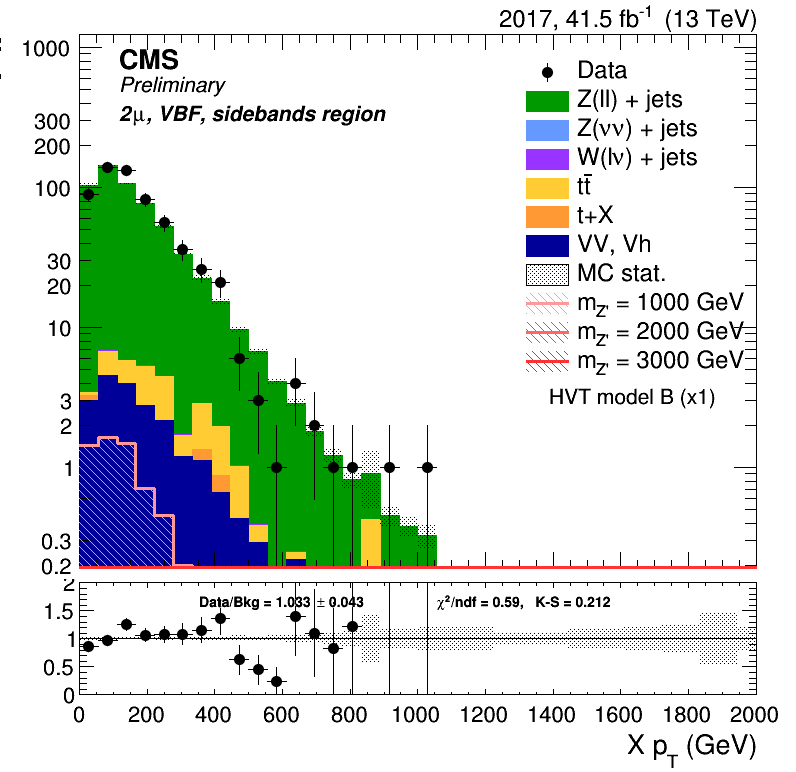 2017, 41.5 fb⁻¹ (13 TeV)
CMS
Preliminary
2μ, VBF, sidebands region
Data
Z(ll) + jets
Z(νν) + jets
W(lν) + jets
tt̄
t+X
VV, Vh
MC stat.
m_Z' = 1000 GeV
m_Z' = 2000 GeV
m_Z' = 3000 GeV
HVT model B (x1)
1000
300
200
100
30
20
10
3
2
1
0.3
0.2
Data/Bkg = 1.033 ± 0.043
χ²/ndf = 0.59, K-S = 0.212
2
1.5
1
0.5
0
0 200 400 600 800 1000 1200 1400 1600 1800 2000
X p_T (GeV)